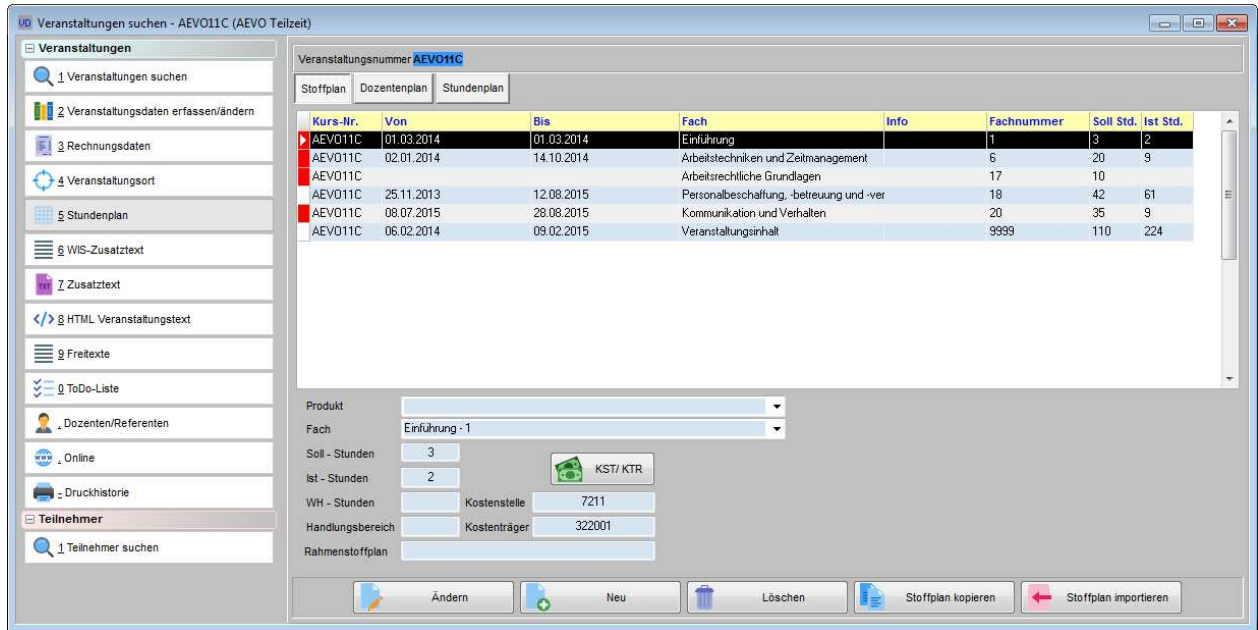 UD Veranstaltungen suchen - AEVO11C (AEVO Teilzeit)
Veranstaltungen
1 Veranstaltungen suchen
2 Veranstaltungsdaten erfassen/ändern
3 Rechnungsdaten
4 Veranstaltungsort
5 Stundenplan
6 WIS-Zusatztext
7 Zusatztext
8 HTML Veranstaltungstext
9 Freitexte
0 ToDo-Liste
. Dozenten/Referenten
. Online
- Druckhistorie
Teilnehmer
1 Teilnehmer suchen
Veranstaltungsnummer AEVO11C
Stoffplan Dozentenplan Stundenplan
Kurs-Nr. Von Bis Fach Info Fachnummer Soll Std. Ist Std.
AEVO11C 01.03.2014 01.03.2014 Einführung 1 3 2
AEVO11C 02.01.2014 14.10.2014 Arbeitstechniken und Zeitmanagement 6 20 9
AEVO11C Arbeitsrechtliche Grundlagen 17 10
AEVO11C 25.11.2013 12.08.2015 Personalbeschaffung, -betreuung und -ver 18 42 61
AEVO11C 08.07.2015 28.08.2015 Kommunikation und Verhalten 20 35 9
AEVO11C 06.02.2014 09.02.2015 Veranstaltungsinhalt 9999 110 224
Produkt
Fach Einführung - 1
Soll - Stunden 3
Ist - Stunden 2
KST/ KTR
WH - Stunden Kostenstelle 7211
Handlungsbereich Kostenträger 322001
Rahmenstoffplan
Ändern Neu Löschen Stoffplan kopieren Stoffplan importieren